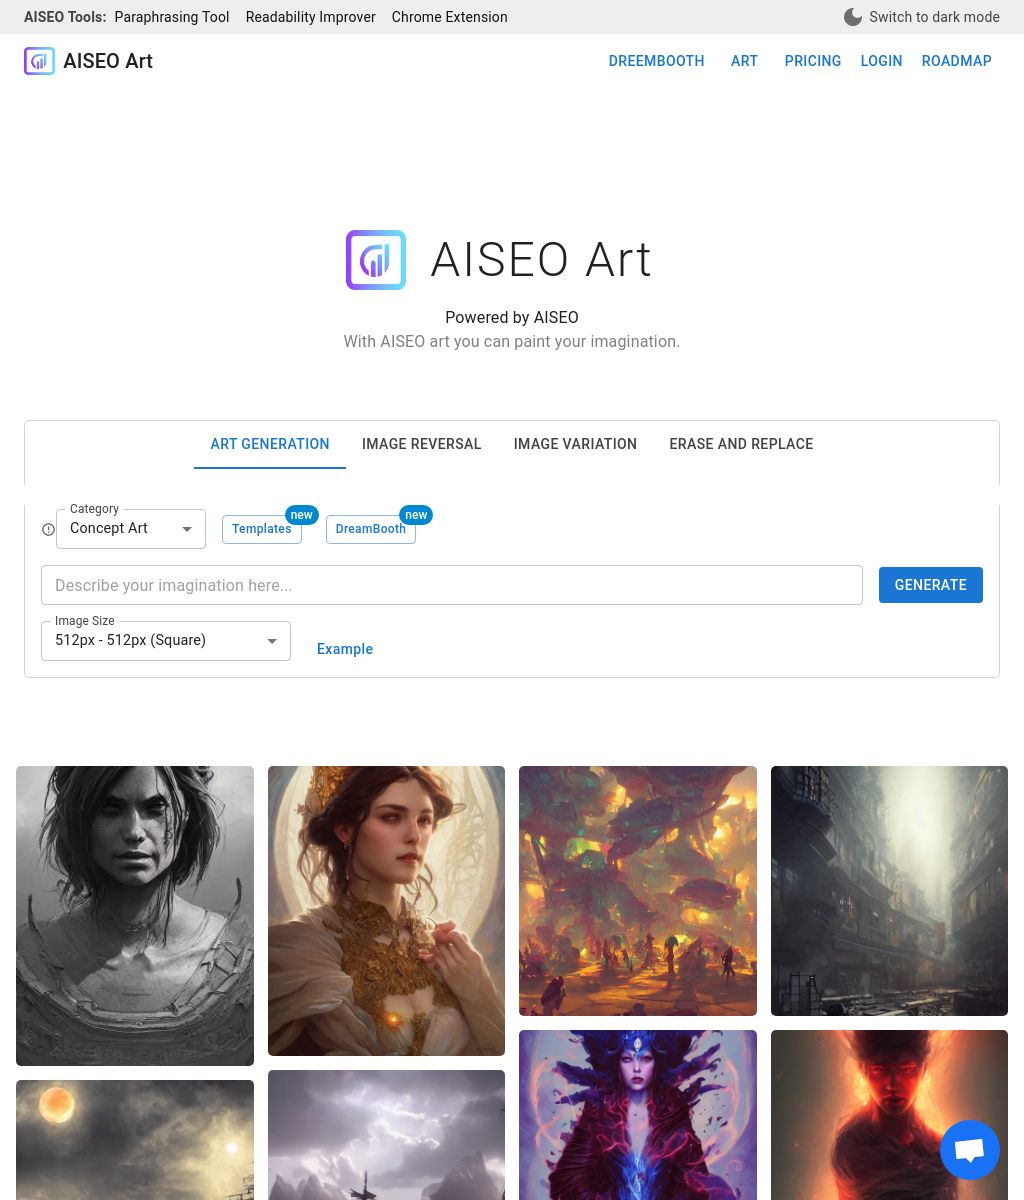 AISEO Tools: Paraphrasing Tool Readability Improver Chrome Extension Switch to dark mode
AISEO Art DREEMBOOTH ART PRICING LOGIN ROADMAP
AISEO Art
Powered by AISEO
With AISEO art you can paint your imagination.
ART GENERATION IMAGE REVERSAL IMAGE VARIATION ERASE AND REPLACE
Category
Concept Art Templates new DreamBooth new
Describe your imagination here... GENERATE
Image Size
512px - 512px (Square) Example